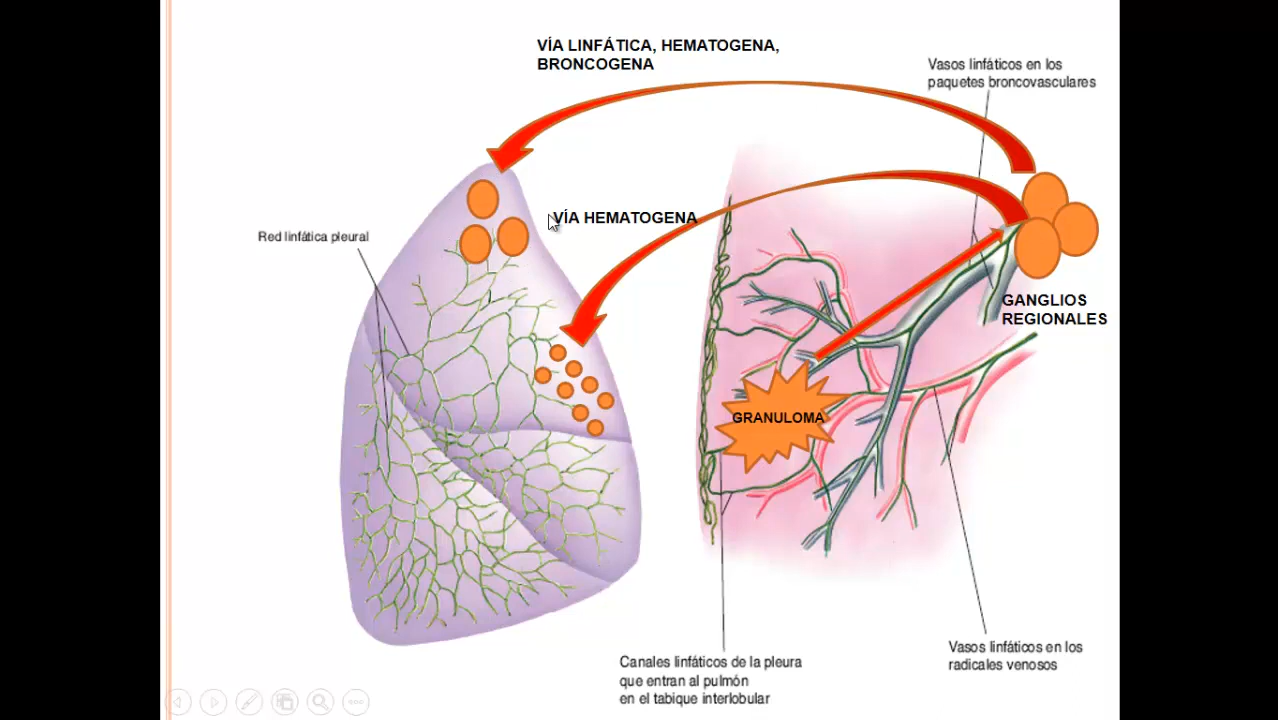 VÍA LINFÁTICA, HEMATOGENA,
BRONCOGENA
Vasos linfáticos en los
paquetes broncovasculares
VÍA HEMATOGENA
Red linfática pleural
GANGLIOS
REGIONALES
GRANULOMA
Canales linfáticos de la pleura
que entran al pulmón
en el tabique interlobular
Vasos linfáticos en los
radicales venosos